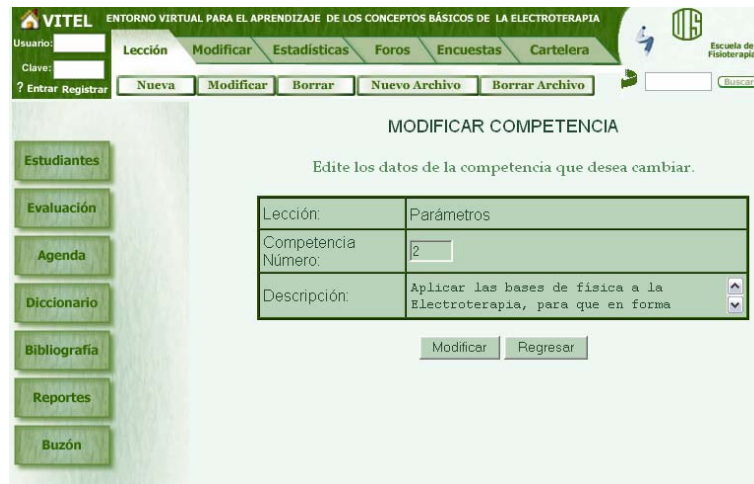 VITEL ENTORNO VIRTUAL PARA EL APRENDIZAJE DE LOS CONCEPTOS BÁSICOS DE LA ELECTROTERAPIA
Usuario:
Clave:
? Entrar Registrar
Lección Modificar Estadísticas Foros Encuestas Cartelera
Nueva Modificar Borrar Nuevo Archivo Borrar Archivo
UIS
Escuela de
Fisioterapia
Buscar
Estudiantes
Evaluación
Agenda
Diccionario
Bibliografía
Reportes
Buzón
MODIFICAR COMPETENCIA
Edite los datos de la competencia que desea cambiar.
Lección: Parámetros
Competencia
Número: 2
Descripción: Aplicar las bases de física a la
Electroterapia, para que en forma
Modificar Regresar